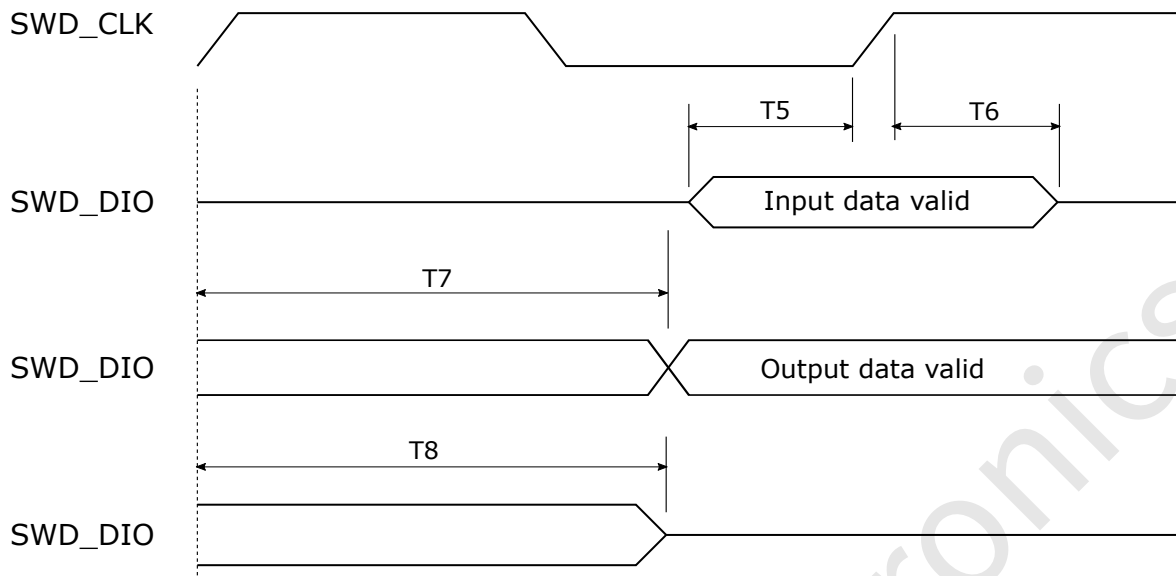 SWD_CLK
T5
T6
SWD_DIO
Input data valid
T7
SWD_DIO
Output data valid
T8
SWD_DIO